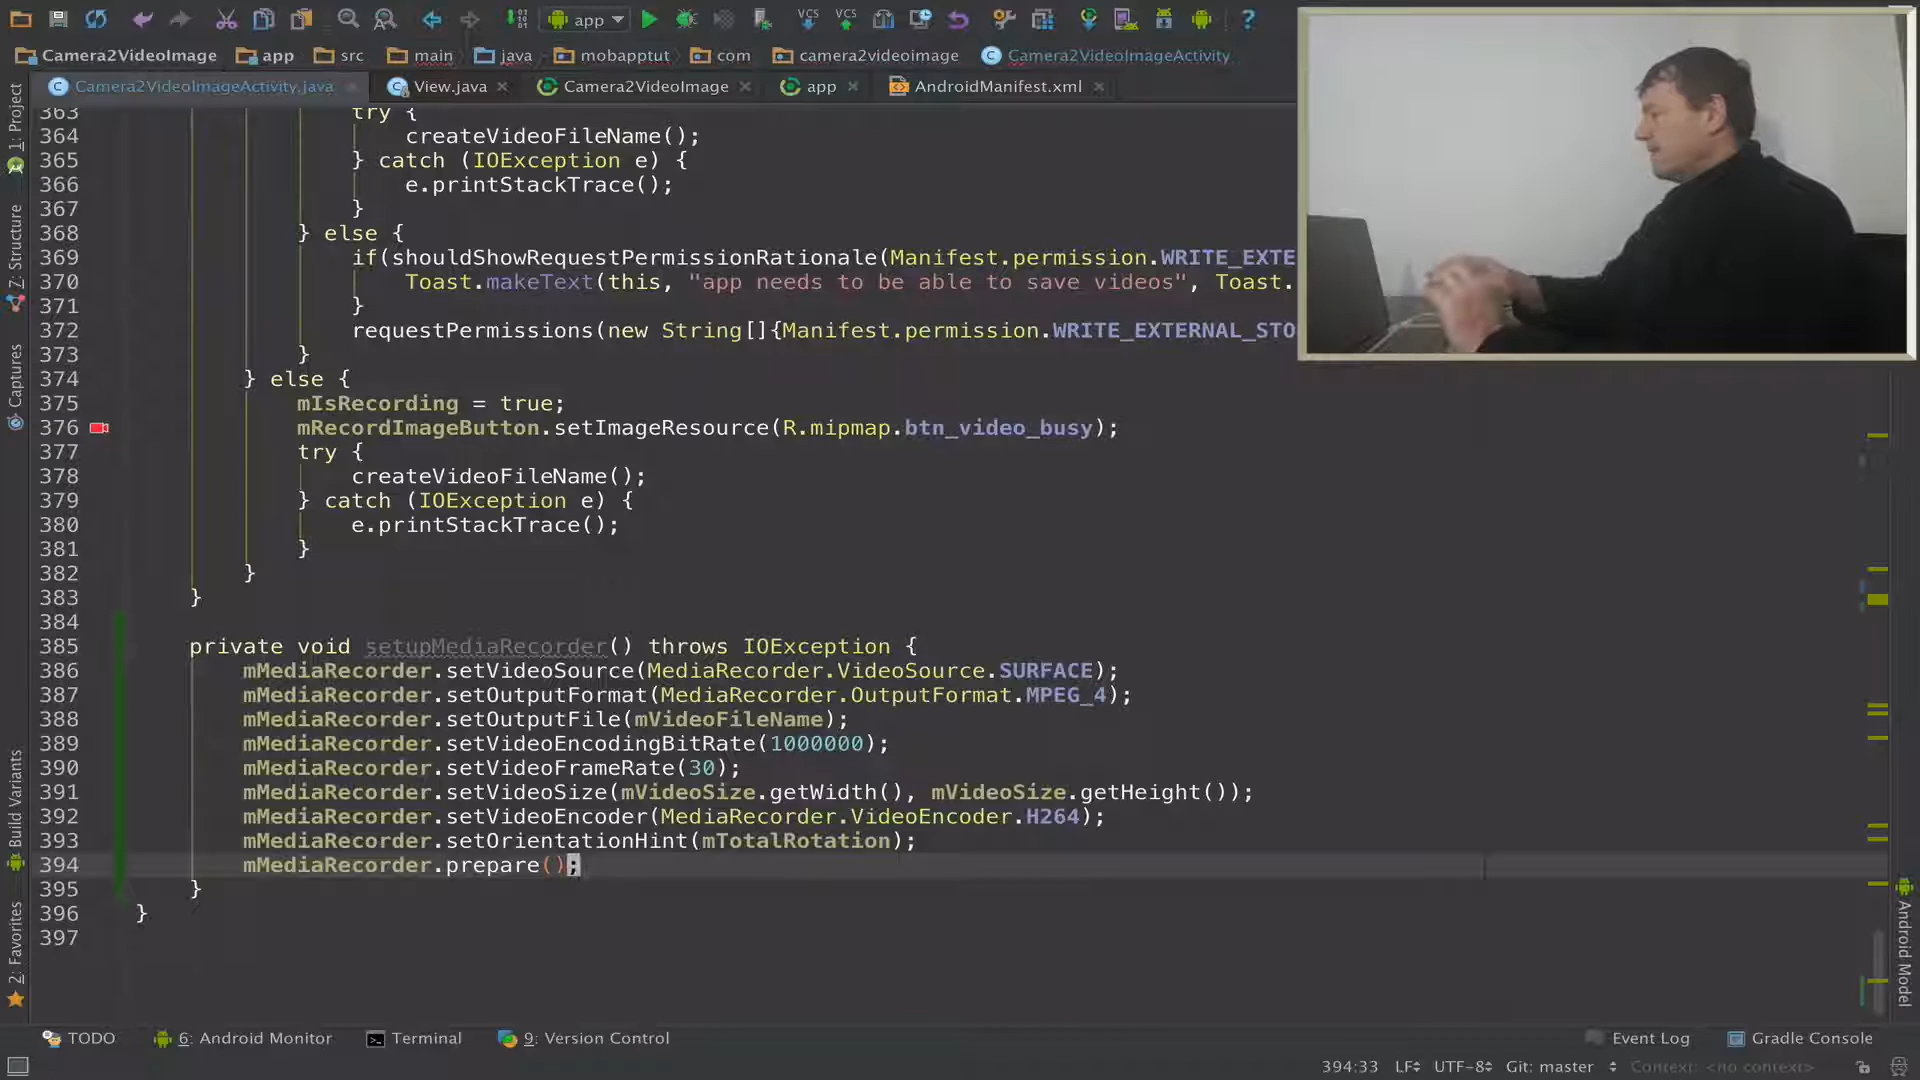 app
Camera2VideoImage app src main java mobapptut com camera2videoimage Camera2VideoImageActivity
Camera2VideoImageActivity.java View.java Camera2VideoImage app AndroidManifest.xml
363 try {
364 createVideoFileName();
365 } catch (IOException e) {
366 e.printStackTrace();
367 }
368 } else {
369 if(shouldShowRequestPermissionRationale(Manifest.permission.WRITE_EXTE
370 Toast.makeText(this, "app needs to be able to save videos", Toast.
371 }
372 requestPermissions(new String[]{Manifest.permission.WRITE_EXTERNAL_STO
373 }
374 } else {
375 mIsRecording = true;
376 mRecordImageButton.setImageResource(R.mipmap.btn_video_busy);
377 try {
378 createVideoFileName();
379 } catch (IOException e) {
380 e.printStackTrace();
381 }
382 }
383 }
384
385 private void setupMediaRecorder() throws IOException {
386 mMediaRecorder.setVideoSource(MediaRecorder.VideoSource.SURFACE);
387 mMediaRecorder.setOutputFormat(MediaRecorder.OutputFormat.MPEG_4);
388 mMediaRecorder.setOutputFile(mVideoFileName);
389 mMediaRecorder.setVideoEncodingBitRate(1000000);
390 mMediaRecorder.setVideoFrameRate(30);
391 mMediaRecorder.setVideoSize(mVideoSize.getWidth(), mVideoSize.getHeight());
392 mMediaRecorder.setVideoEncoder(MediaRecorder.VideoEncoder.H264);
393 mMediaRecorder.setOrientationHint(mTotalRotation);
394 mMediaRecorder.prepare();
395 }
396 }
397
1: Project
7: Structure
Captures
Build Variants
2: Favorites
Android Model
TODO 6: Android Monitor Terminal 9: Version Control Event Log Gradle Console
394:33 LF UTF-8 Git: master Context: <no context>